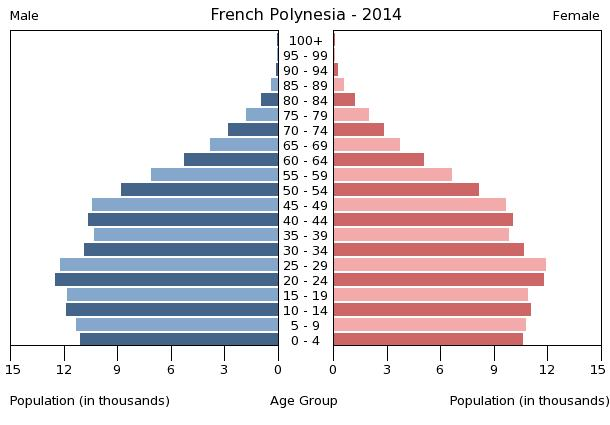 French Polynesia - 2014
Male
Female
100+
95 - 99
90 - 94
85 - 89
80 - 84
75 - 79
70 - 74
65 - 69
60 - 64
55 - 59
50 - 54
45 - 49
40 - 44
35 - 39
30 - 34
25 - 29
20 - 24
15 - 19
10 - 14
5 - 9
0 - 4
15 12 9 6 3 0 0 3 6 9 12 15
Population (in thousands) Age Group Population (in thousands)